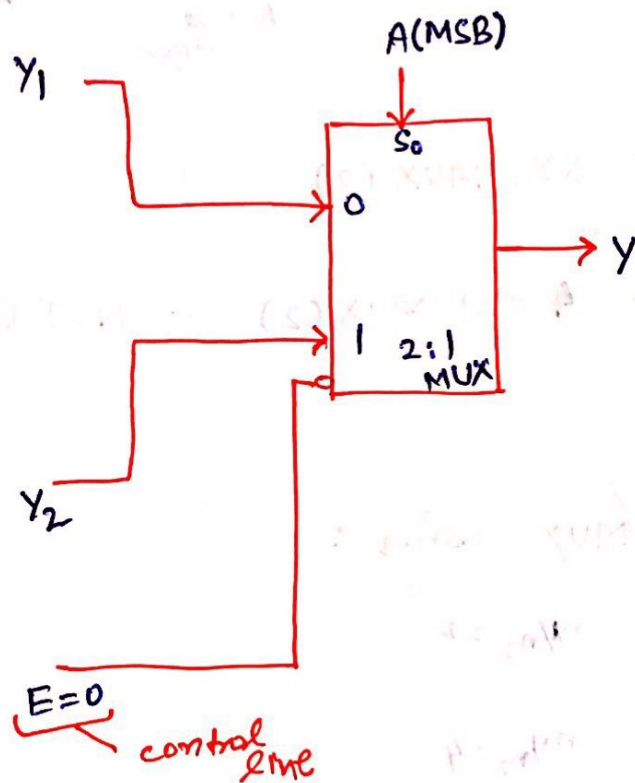 A(MSB)
Y1
S0
0
Y
1
2:1
MUX
Y2
E=0
control
line